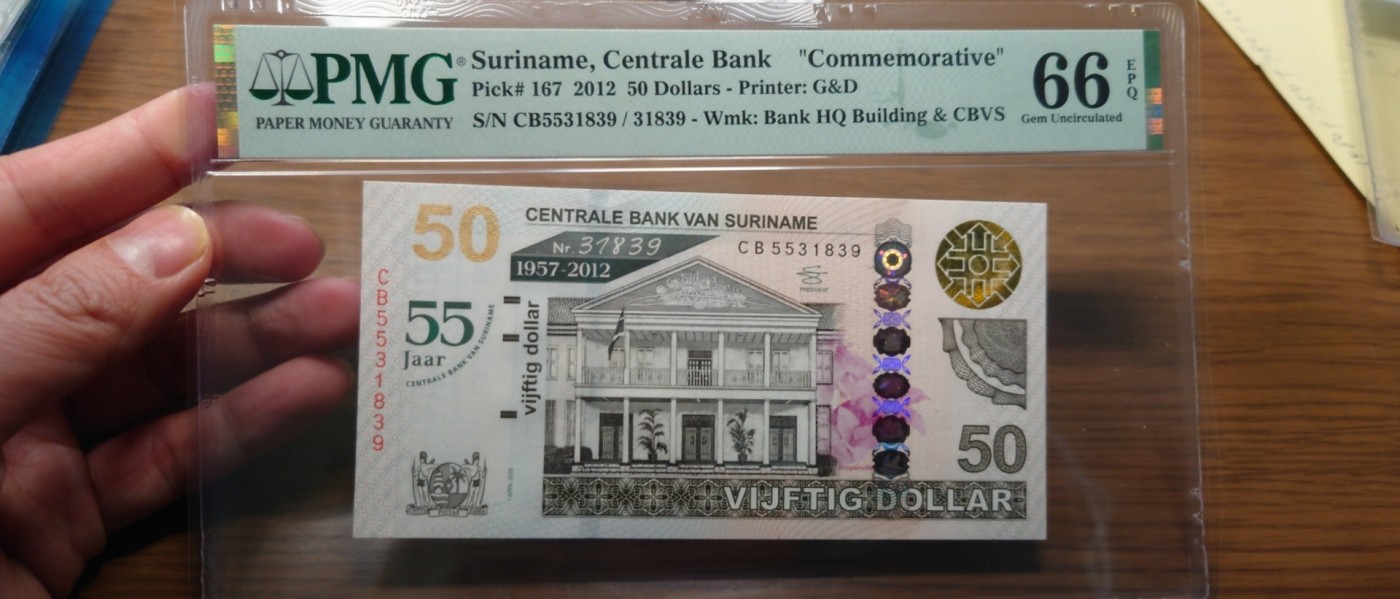 PMG®
PAPER MONEY GUARANTY
Suriname, Centrale Bank "Commemorative"
Pick# 167 2012 50 Dollars - Printer: G&D
S/N CB5531839 / 31839 - Wmk: Bank HQ Building & CBVS
66
EPQ
Gem Uncirculated
50
CENTRALE BANK VAN SURINAME
Nr. 31839
CB5531839
1957-2012
PRESIDENT
CB5531839
55
Jaar
CENTRALE BANK VAN SURINAME
vijftig dollar
50
VIJFTIG DOLLAR